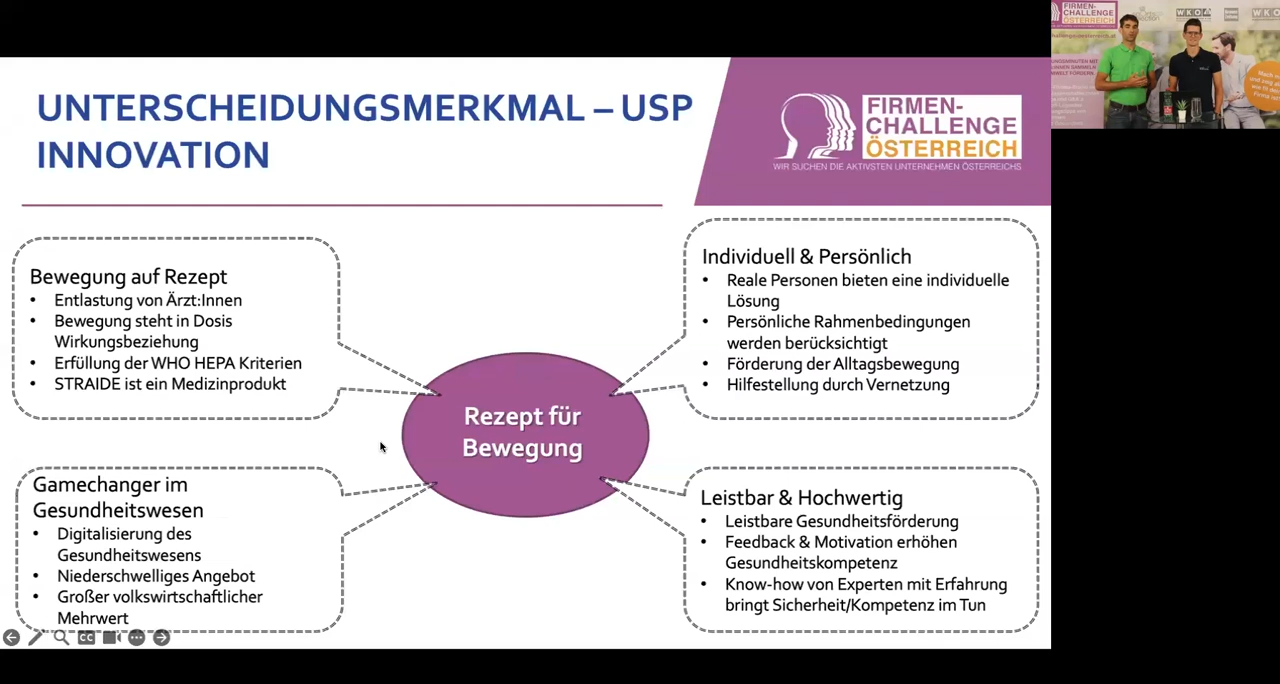 UNTERSCHEIDUNGSMERKMAL – USP
INNOVATION
FIRMEN-
CHALLENGE
ÖSTERREICH
WIR SUCHEN DIE AKTIVSTEN UNTERNEHMEN ÖSTERREICHS
Bewegung auf Rezept
• Entlastung von Ärzt:Innen
• Bewegung steht in Dosis
Wirkungsbeziehung
• Erfüllung der WHO HEPA Kriterien
• STRAIDE ist ein Medizinprodukt
Individuell & Persönlich
• Reale Personen bieten eine individuelle
Lösung
• Persönliche Rahmenbedingungen
werden berücksichtigt
• Förderung der Alltagsbewegung
• Hilfestellung durch Vernetzung
Rezept für
Bewegung
Gamechanger im
Gesundheitswesen
• Digitalisierung des
Gesundheitswesens
• Niederschwelliges Angebot
• Großer volkswirtschaftlicher
Mehrwert
Leistbar & Hochwertig
• Leistbare Gesundheitsförderung
• Feedback & Motivation erhöhen
Gesundheitskompetenz
• Know-how von Experten mit Erfahrung
bringt Sicherheit/Kompetenz im Tun
CC
FIRMEN-
CHALLENGE
ÖSTERREICH
WKO
WKO